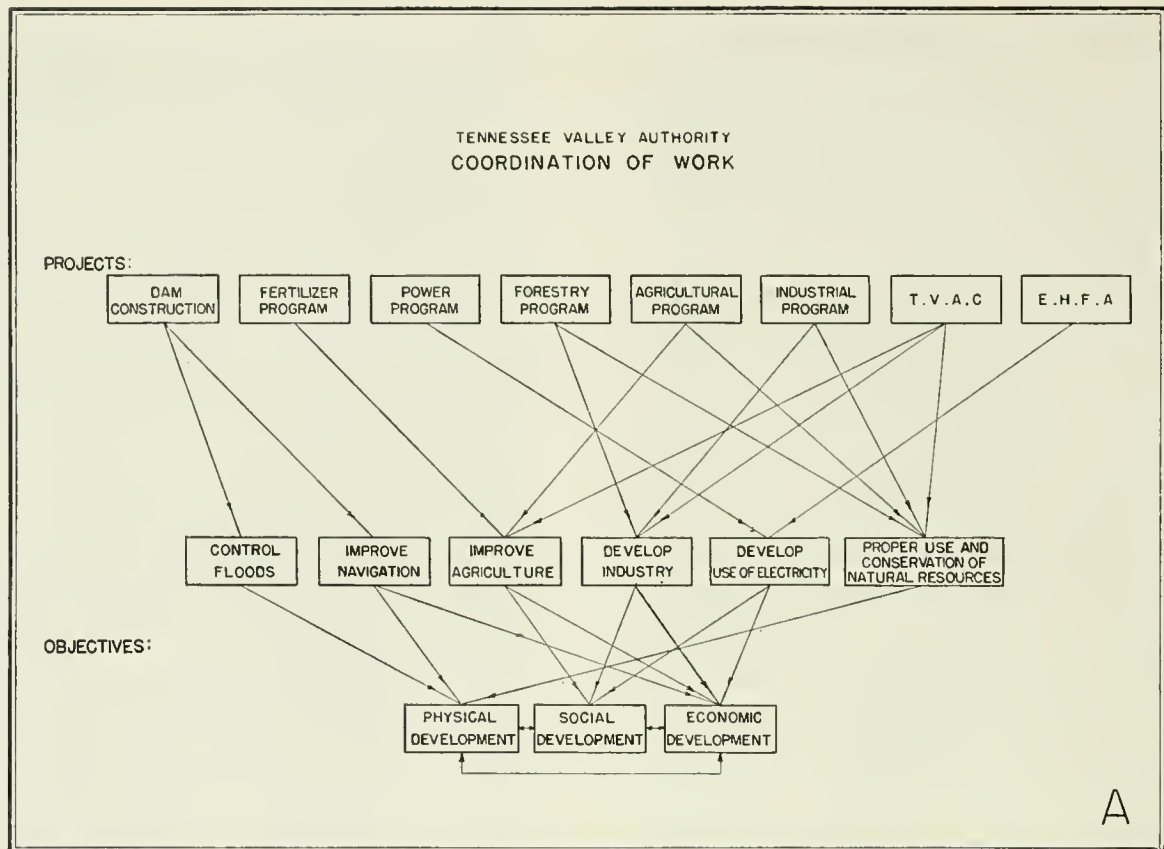 TENNESSEE VALLEY AUTHORITY
COORDINATION OF WORK
PROJECTS:
DAM
CONSTRUCTION
FERTILIZER
PROGRAM
POWER
PROGRAM
FORESTRY
PROGRAM
AGRICULTURAL
PROGRAM
INDUSTRIAL
PROGRAM
T.V.A.C
E.H.F.A
CONTROL
FLOODS
IMPROVE
NAVIGATION
IMPROVE
AGRICULTURE
DEVELOP
INDUSTRY
DEVELOP
USE OF ELECTRICITY
PROPER USE AND
CONSERVATION OF
NATURAL RESOURCES
OBJECTIVES:
PHYSICAL
DEVELOPMENT
SOCIAL
DEVELOPMENT
ECONOMIC
DEVELOPMENT
A